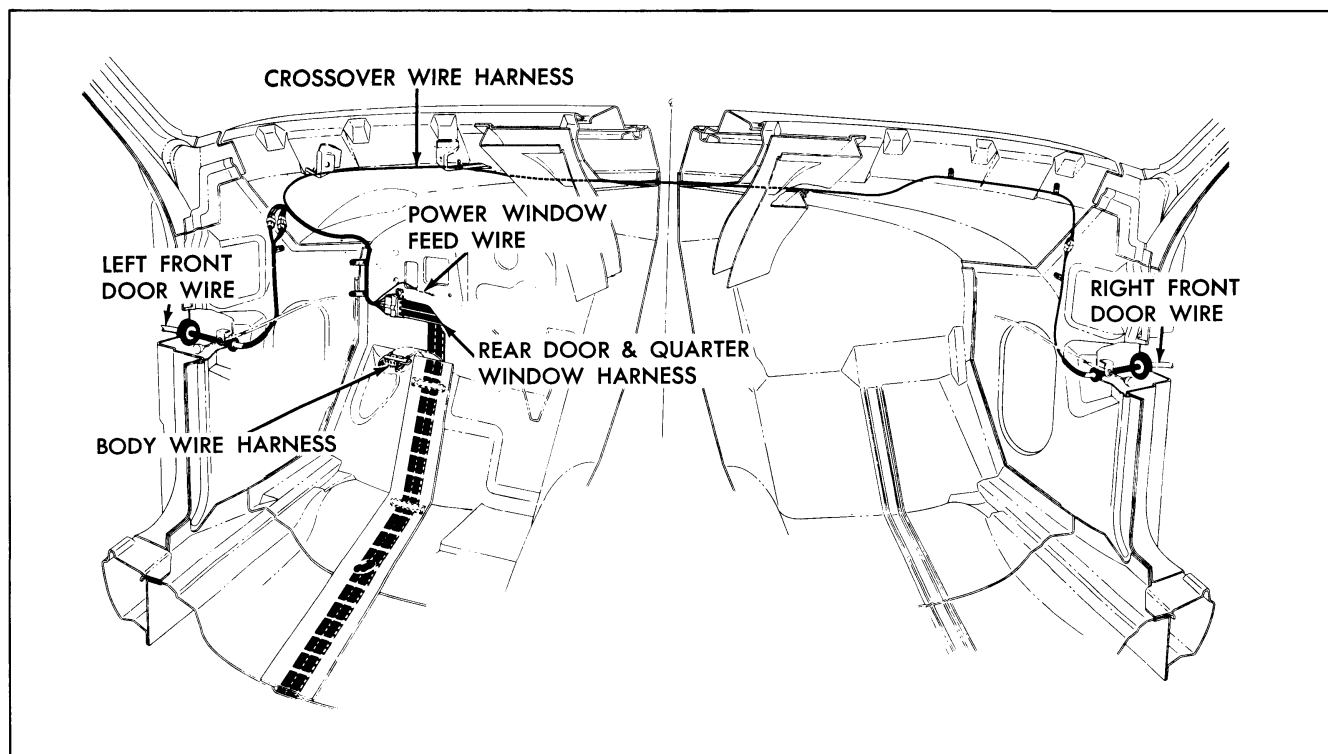 CROSSOVER WIRE HARNESS
POWER WINDOW
FEED WIRE
LEFT FRONT
DOOR WIRE
RIGHT FRONT
DOOR WIRE
REAR DOOR & QUARTER
WINDOW HARNESS
BODY WIRE HARNESS